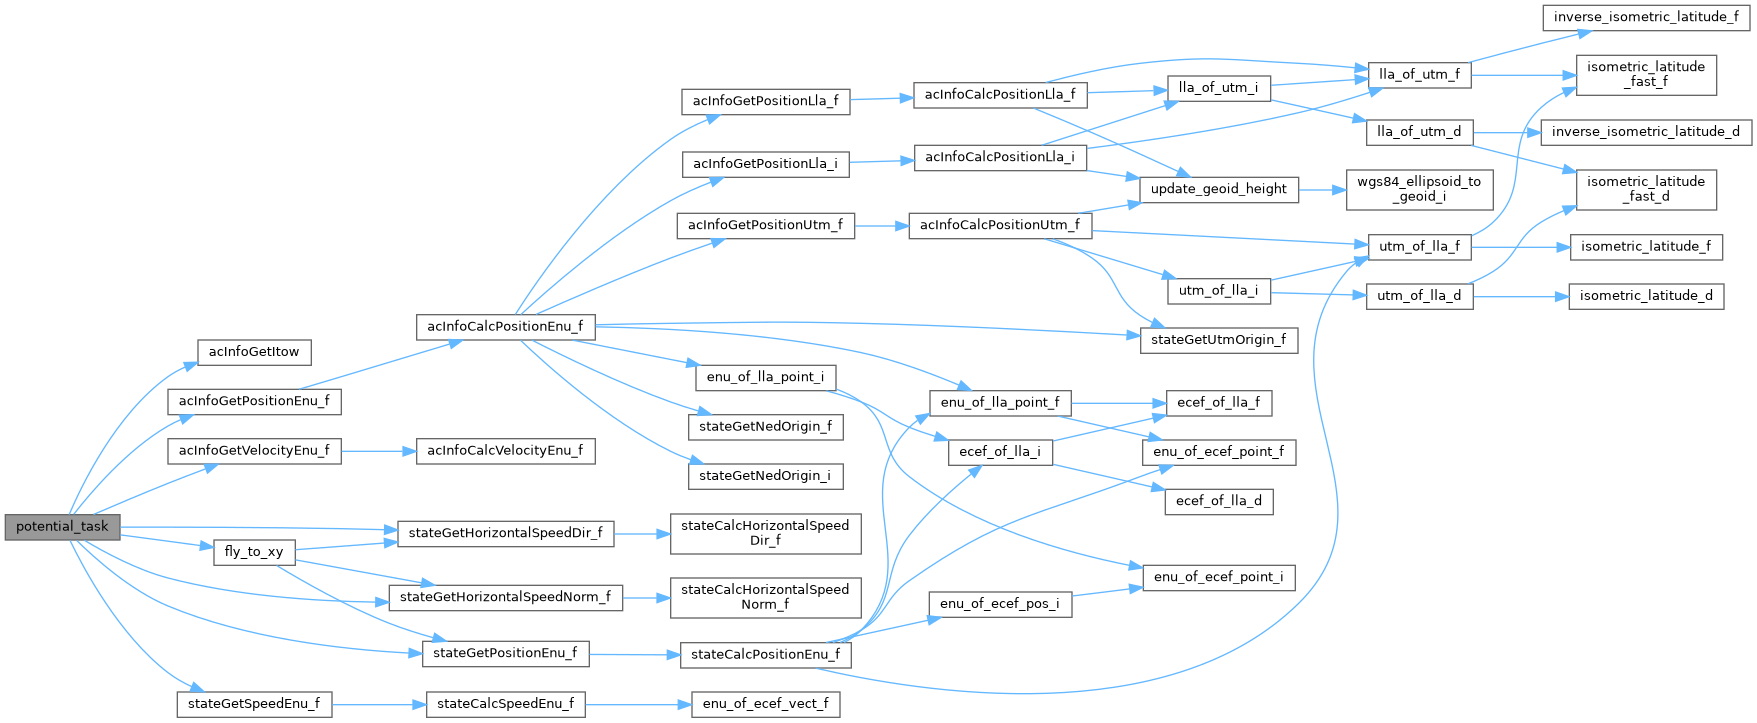 potential_task
acInfoGetItow
acInfoGetPositionEnu_f
acInfoGetVelocityEnu_f
fly_to_xy
stateGetSpeedEnu_f
acInfoCalcPositionEnu_f
acInfoCalcVelocityEnu_f
stateGetHorizontalSpeedDir_f
stateGetHorizontalSpeedNorm_f
stateGetPositionEnu_f
stateCalcSpeedEnu_f
acInfoGetPositionLla_f
acInfoGetPositionLla_i
acInfoGetPositionUtm_f
enu_of_lla_point_i
stateGetNedOrigin_f
stateGetNedOrigin_i
stateCalcHorizontalSpeed
Dir_f
stateCalcHorizontalSpeed
Norm_f
stateCalcPositionEnu_f
enu_of_ecef_vect_f
acInfoCalcPositionLla_f
acInfoCalcPositionLla_i
acInfoCalcPositionUtm_f
enu_of_lla_point_f
ecef_of_lla_i
enu_of_ecef_pos_i
lla_of_utm_i
update_geoid_height
utm_of_lla_i
stateGetUtmOrigin_f
ecef_of_lla_f
enu_of_ecef_point_f
ecef_of_lla_d
enu_of_ecef_point_i
lla_of_utm_f
lla_of_utm_d
wgs84_ellipsoid_to
_geoid_i
utm_of_lla_f
utm_of_lla_d
inverse_isometric_latitude_f
isometric_latitude
_fast_f
inverse_isometric_latitude_d
isometric_latitude
_fast_d
isometric_latitude_f
isometric_latitude_d